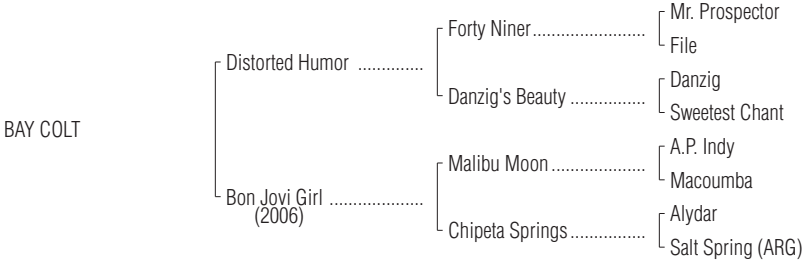 Mr. Prospector
Forty Niner........................
File
Distorted Humor ..............
Danzig
Danzig's Beauty ................
Sweetest Chant
BAY COLT
A.P. Indy
Malibu Moon....................
Macoumba
Bon Jovi Girl ....................
(2006)
Alydar
Chipeta Springs................
Salt Spring (ARG)